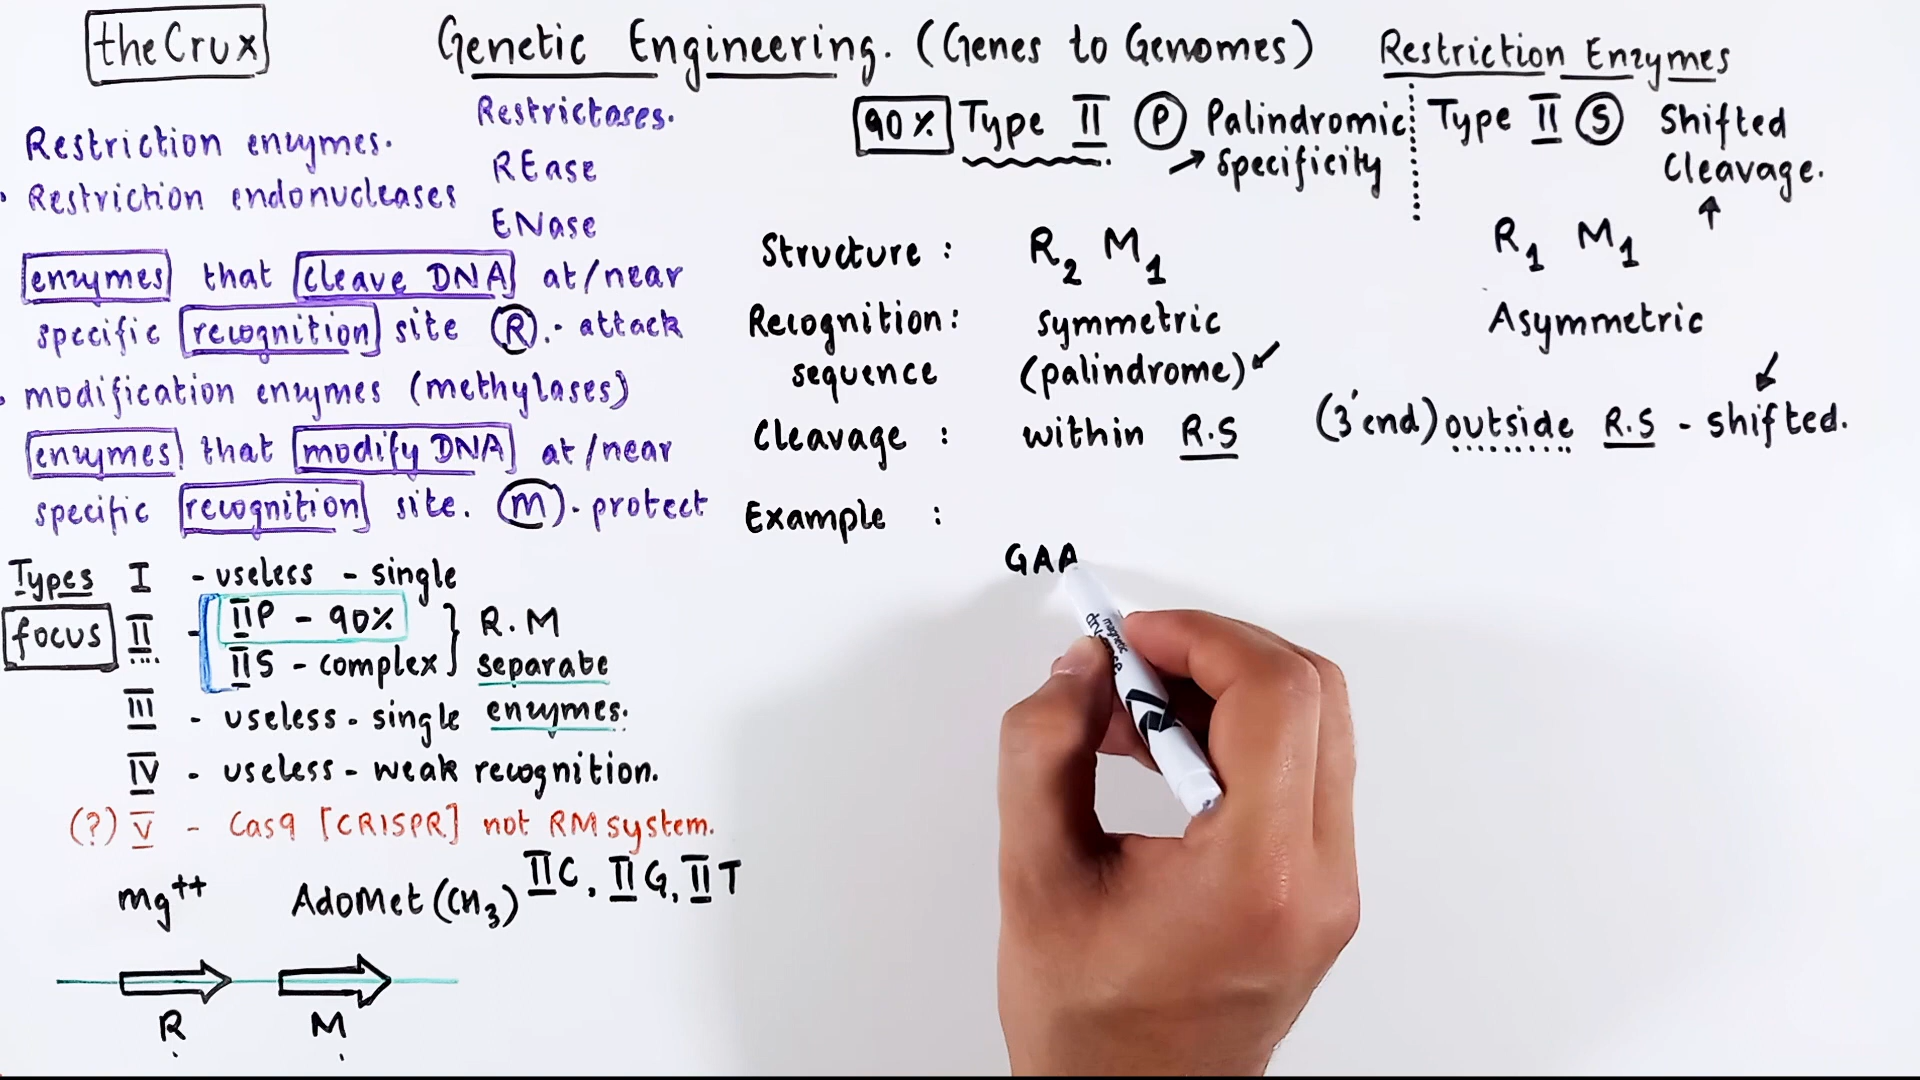 theCrux
Genetic Engineering. (Genes to Genomes)
Restriction Enzymes
Restriction enzymes.
• Restriction endonucleases
Restrictases.
REase
ENase
enzymes that cleave DNA at/near
specific recognition site (R). - attack
• modification enzymes (methylases)
enzymes that modify DNA at/near
specific recognition site. (M). protect
Types I - useless - single
focus II - IIP - 90% } R.M
IIS - complex } separate
III - useless - single enzymes.
IV - useless - weak recognition.
(?) V - Cas9 [CRISPR] not RM system.
Mg++ AdoMet (CH3) IIC, IIG, IIT
R M
90% Type II (P) Palindromic
→ Specificity
Type II (S) Shifted
Cleavage.
↑
Structure : R2 M1 R1 M1
Recognition: symmetric Asymmetric
sequence (palindrome) ✓
Cleavage : within R.S (3' end) outside R.S - shifted.
Example :
GAA
magnetic